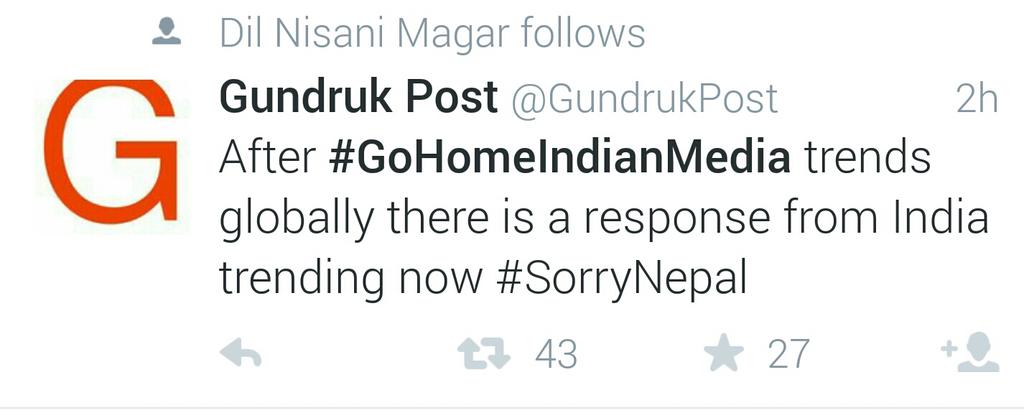 Dil Nisani Magar follows
Gundruk Post @GundrukPost 2h
After #GoHomeIndianMedia trends
globally there is a response from India
trending now #SorryNepal
43 27
G